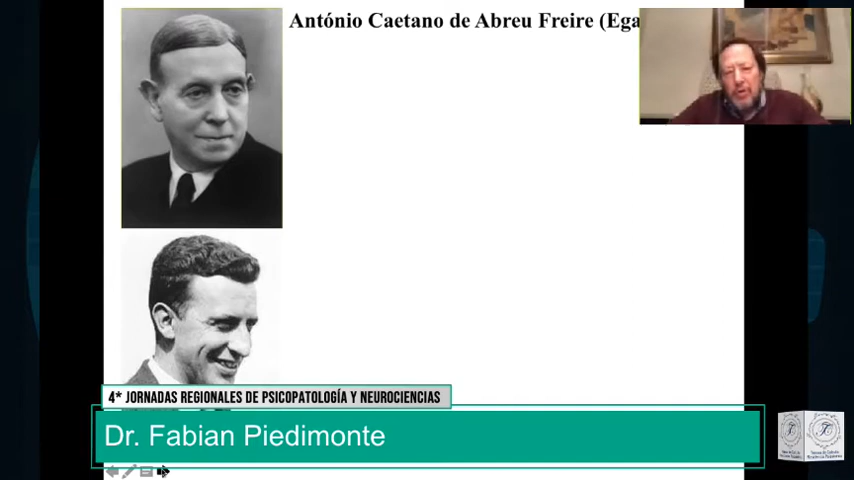 António Caetano de Abreu Freire (Ega
4* JORNADAS REGIONALES DE PSICOPATOLOGÍA Y NEUROCIENCIAS
Dr. Fabian Piedimonte